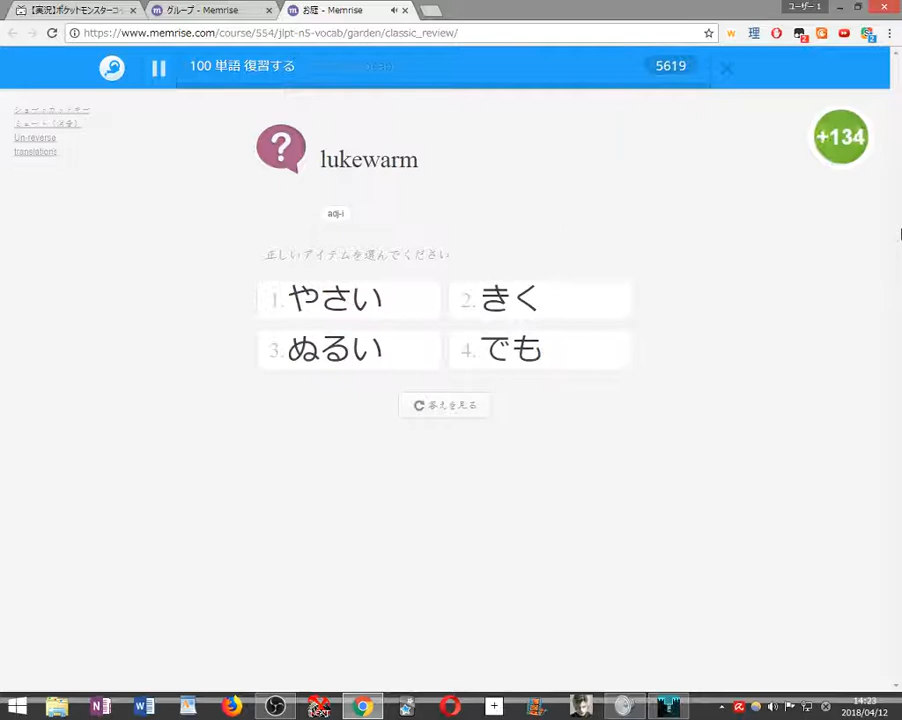 【実況】ポケットモンスターコイ
グループ - Memrise
お庭 - Memrise
ユーザー 1
https://www.memrise.com/course/554/jlpt-n5-vocab/garden/classic_review/
100 単語 復習する
5619
Un-reverse
translations
lukewarm
+134
adj-i
正しいアイテムを選んでください
1. やさい
2. きく
3. ぬるい
4. でも
答えを見る
14:23
2018/04/12